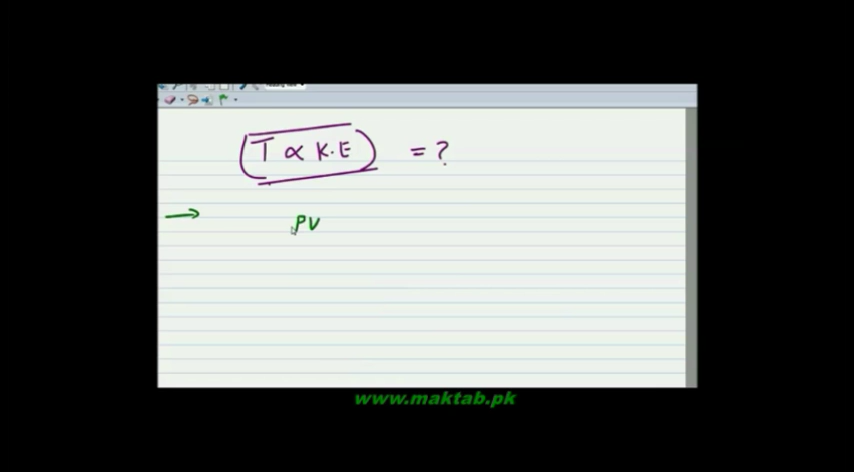 (T ∝ K.E) = ?
→ PV
www.maktab.pk